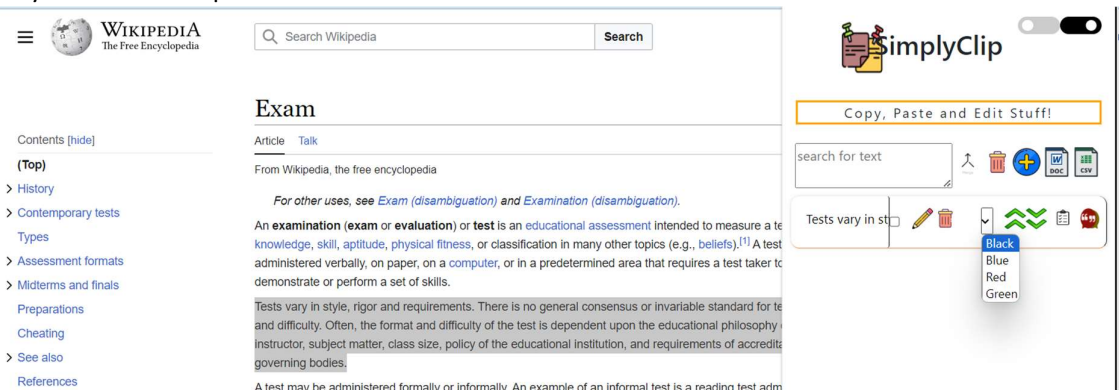 WIKIPEDIA
The Free Encyclopedia
Search Wikipedia
Search
Exam
Article Talk
From Wikipedia, the free encyclopedia
For other uses, see Exam (disambiguation) and Examination (disambiguation).
An examination (exam or evaluation) or test is an educational assessment intended to measure a te
knowledge, skill, aptitude, physical fitness, or classification in many other topics (e.g., beliefs).[1] A test
administered verbally, on paper, on a computer, or in a predetermined area that requires a test taker to
demonstrate or perform a set of skills.
Tests vary in style, rigor and requirements. There is no general consensus or invariable standard for te
and difficulty. Often, the format and difficulty of the test is dependent upon the educational philosophy
instructor, subject matter, class size, policy of the educational institution, and requirements of accredita
governing bodies.
A test may be administered formally or informally. An example of an informal test is a reading test adm
Contents [hide]
(Top)
History
Contemporary tests
Types
Assessment formats
Midterms and finals
Preparations
Cheating
See also
References
SimplyClip
Copy, Paste and Edit Stuff!
search for text
DOC
CSV
Tests vary in st
Black
Blue
Red
Green